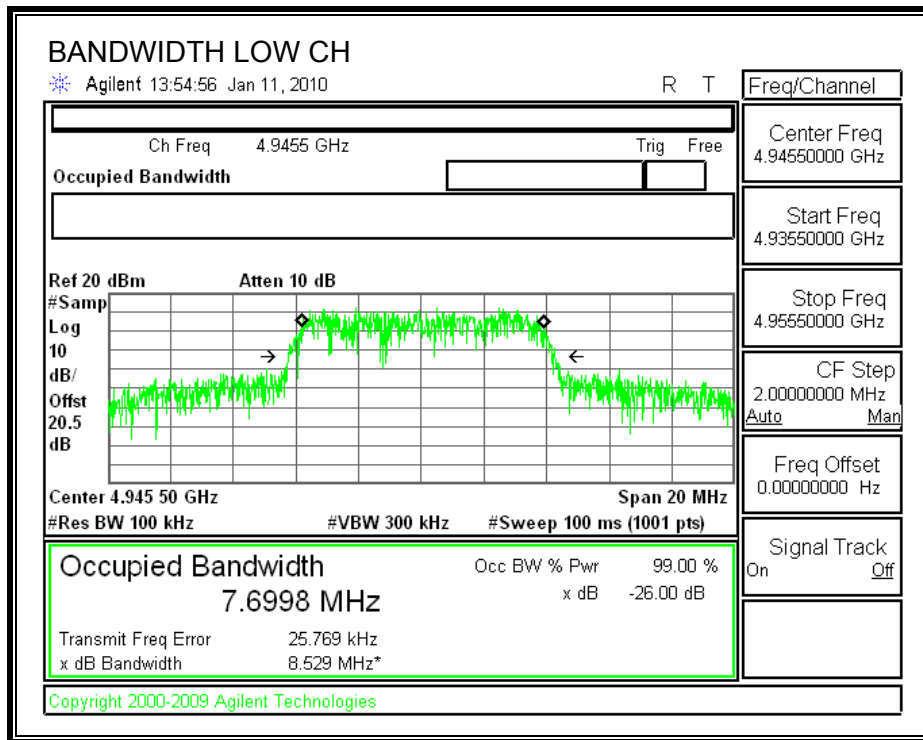 BANDWIDTH LOW CH
Agilent 13:54:56 Jan 11, 2010 R T
Freq/Channel
Ch Freq 4.9455 GHz Trig Free
Occupied Bandwidth
Center Freq
4.94550000 GHz
Start Freq
4.93550000 GHz
Stop Freq
4.95550000 GHz
CF Step
2.00000000 MHz
Auto Man
Freq Offset
0.00000000 Hz
Signal Track
On Off
Ref 20 dBm Atten 10 dB
#Samp
Log
10
dB/
Offst
20.5
dB
Center 4.945 50 GHz Span 20 MHz
#Res BW 100 kHz #VBW 300 kHz #Sweep 100 ms (1001 pts)
Occupied Bandwidth Occ BW % Pwr 99.00 %
7.6998 MHz x dB -26.00 dB
Transmit Freq Error 25.769 kHz
x dB Bandwidth 8.529 MHz*
Copyright 2000-2009 Agilent Technologies